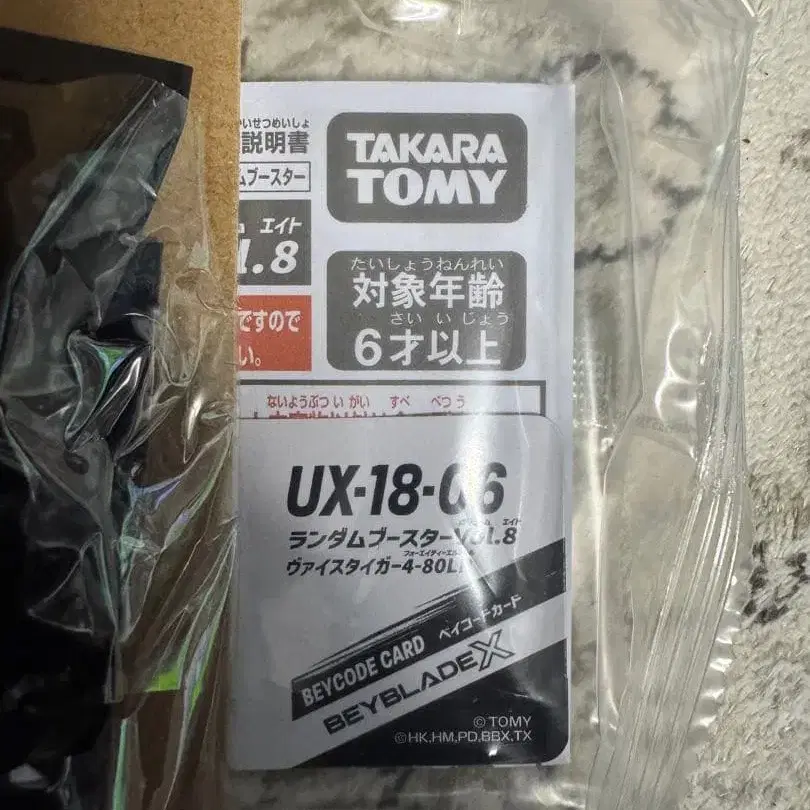 いせつめいしょ
説明書
TAKARA
TOMY
ムブースター
エイト
.8
たいしょうねんれい
対象年齢
さい い じょう
6才以上
ですので
い。
ないようぶつ い がい すべ べつ う
UX-18-06
エイト
ランダムブースターVol.8
ヴァイスタイガー4-80L
BEYCODE CARD ベイコードカード
BEYBLADE X
©TOMY
©HK,HM,PD,BBX,TX